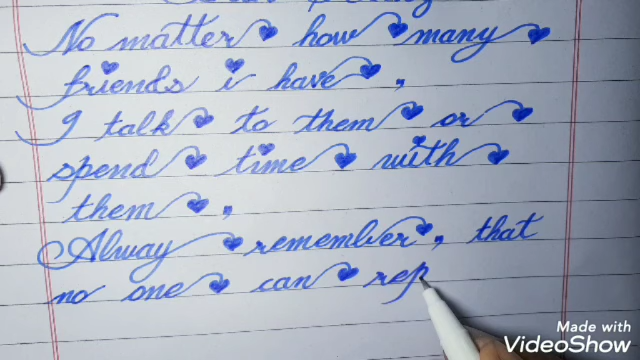 No matter how many
friends i have,
I talk to them or
spend time with
them,
Alway remember, that
no one can rep
Made with
VideoShow